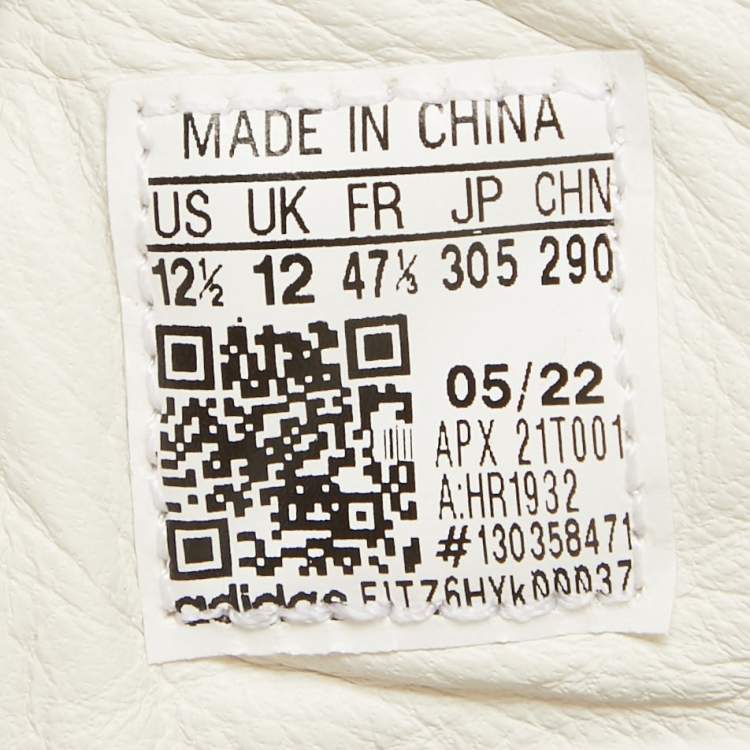 MADE IN CHINA
US UK FR JP CHN
12½ 12 47⅓ 305 290
05/22
APX 21T001
A:HR1932
#130358471
adidas